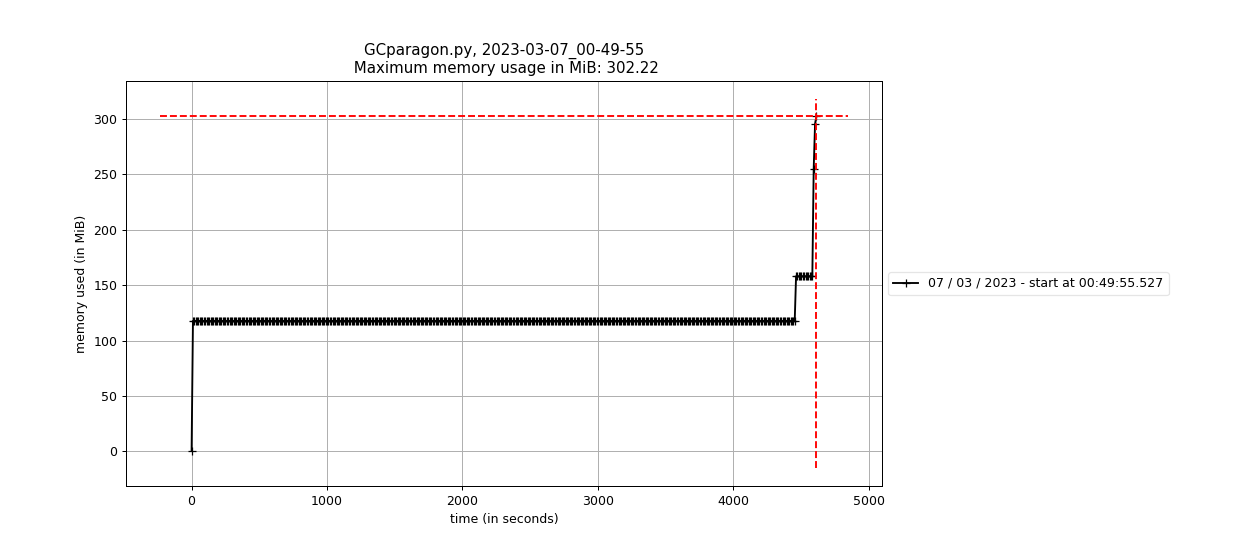 GCparagon.py, 2023-03-07_00-49-55
Maximum memory usage in MiB: 302.22
300
250
200
150
100
50
0
memory used (in MiB)
07 / 03 / 2023 - start at 00:49:55.527
0 1000 2000 3000 4000 5000
time (in seconds)